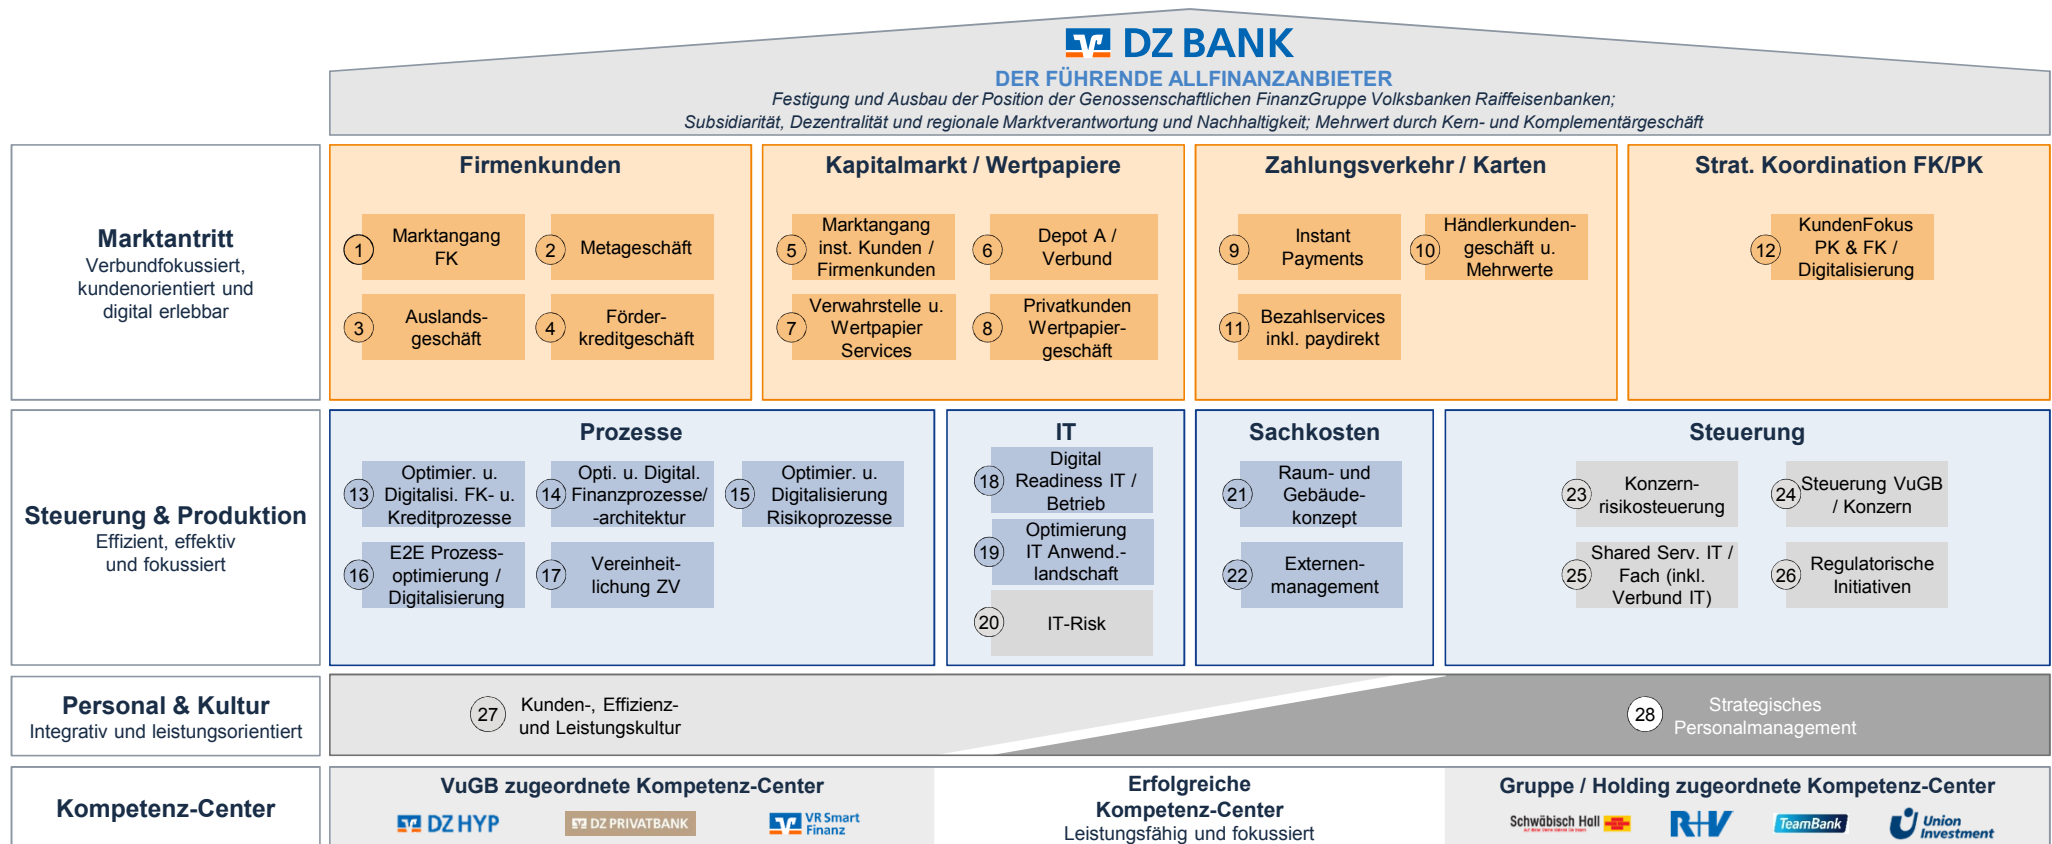 DZ BANK
DER FÜHRENDE ALLFINANZANBIETER
Festigung und Ausbau der Position der Genossenschaftlichen FinanzGruppe Volksbanken Raiffeisenbanken;
Subsidiarität, Dezentralität und regionale Marktverantwortung und Nachhaltigkeit; Mehrwert durch Kern- und Komplementärgeschäft
Marktantritt
Verbundfokussiert,
kundenorientiert und
digital erlebbar
Firmenkunden
1
Marktangang
FK
2
Metageschäft
3
Auslands-
geschäft
4
Förder-
kreditgeschäft
Kapitalmarkt / Wertpapiere
5
Marktangang
inst. Kunden /
Firmenkunden
6
Depot A /
Verbund
7
Verwahrstelle u.
Wertpapier
Services
8
Privatkunden
Wertpapier-
geschäft
Zahlungsverkehr / Karten
9
Instant
Payments
10
Händlerkunden-
geschäft u.
Mehrwerte
11
Bezahlservices
inkl. paydirekt
Strat. Koordination FK/PK
12
KundenFokus
PK & FK /
Digitalisierung
Steuerung & Produktion
Effizient, effektiv
und fokussiert
Prozesse
13
Optimier. u.
Digitalisi. FK- u.
Kreditprozesse
14
Opti. u. Digital.
Finanzprozesse/
-architektur
15
Optimier. u.
Digitalisierung
Risikoprozesse
16
E2E Prozess-
optimierung /
Digitalisierung
17
Vereinheit-
lichung ZV
IT
18
Digital
Readiness IT /
Betrieb
19
Optimierung
IT Anwend.-
landschaft
20
IT-Risk
Sachkosten
21
Raum- und
Gebäude-
konzept
22
Externen-
management
Steuerung
23
Konzern-
risikosteuerung
24
Steuerung VuGB
/ Konzern
25
Shared Serv. IT /
Fach (inkl.
Verbund IT)
26
Regulatorische
Initiativen
Personal & Kultur
Integrativ und leistungsorientiert
27
Kunden-, Effizienz-
und Leistungskultur
28
Strategisches
Personalmanagement
Kompetenz-Center
VuGB zugeordnete Kompetenz-Center
DZ HYP
DZ PRIVATBANK
VR Smart
Finanz
Erfolgreiche
Kompetenz-Center
Leistungsfähig und fokussiert
Gruppe / Holding zugeordnete Kompetenz-Center
Schwäbisch Hall
R+V
TeamBank
Union
Investment